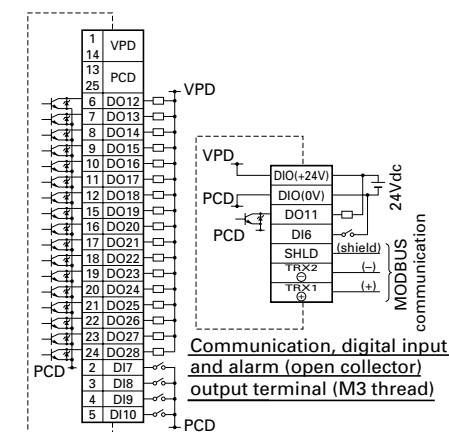 1
14
VPD
13
25
PCD
VPD
6 DO12
7 DO13
8 DO14
9 DO15
10 DO16
11 DO17
12 DO18
15 DO19
16 DO20
17 DO21
18 DO22
19 DO23
20 DO24
21 DO25
22 DO26
23 DO27
24 DO28
PCD
2 DI7
3 DI8
4 DI9
5 DI10
PCD
VPD
DIO(+24V)
PCD
DIO(0V)
24Vdc
DO11
PCD
DI6
SHLD (shield)
TRX2 ⊖ (−)
TRX1 ⊕ (+)
MODBUS
communication
Communication, digital input
and alarm (open collector)
output terminal (M3 thread)